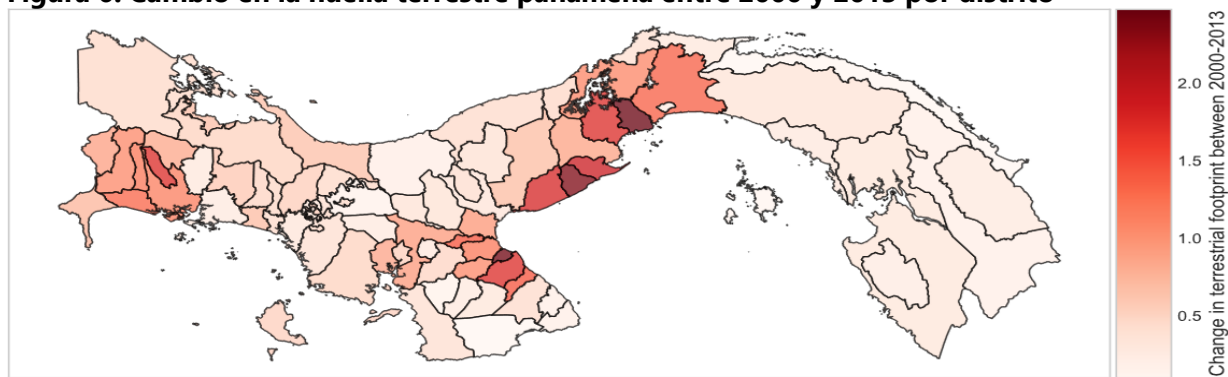 Figura 6. Cambio en la huella terrestre panameña entre 2000 y 2013 por distrito
2.0
1.5
1.0
0.5
Change in terrestrial footprint between 2000-2013